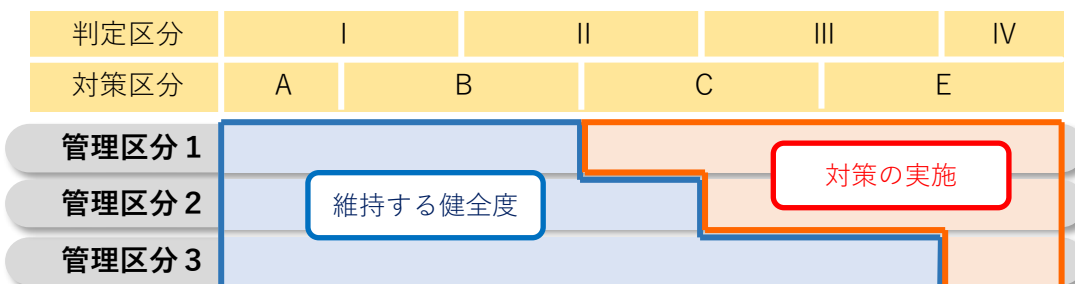 判定区分 I II III IV
対策区分 A B C E
管理区分1
対策の実施
管理区分2
維持する健全度
管理区分3